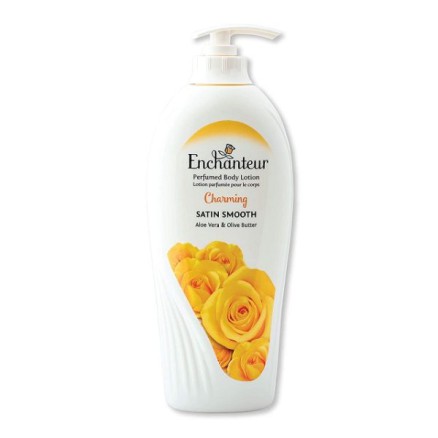 Enchanteur
Perfumed Body Lotion
Lotion parfumée pour le corps
Charming
SATIN SMOOTH
Aloe Vera & Olive Butter